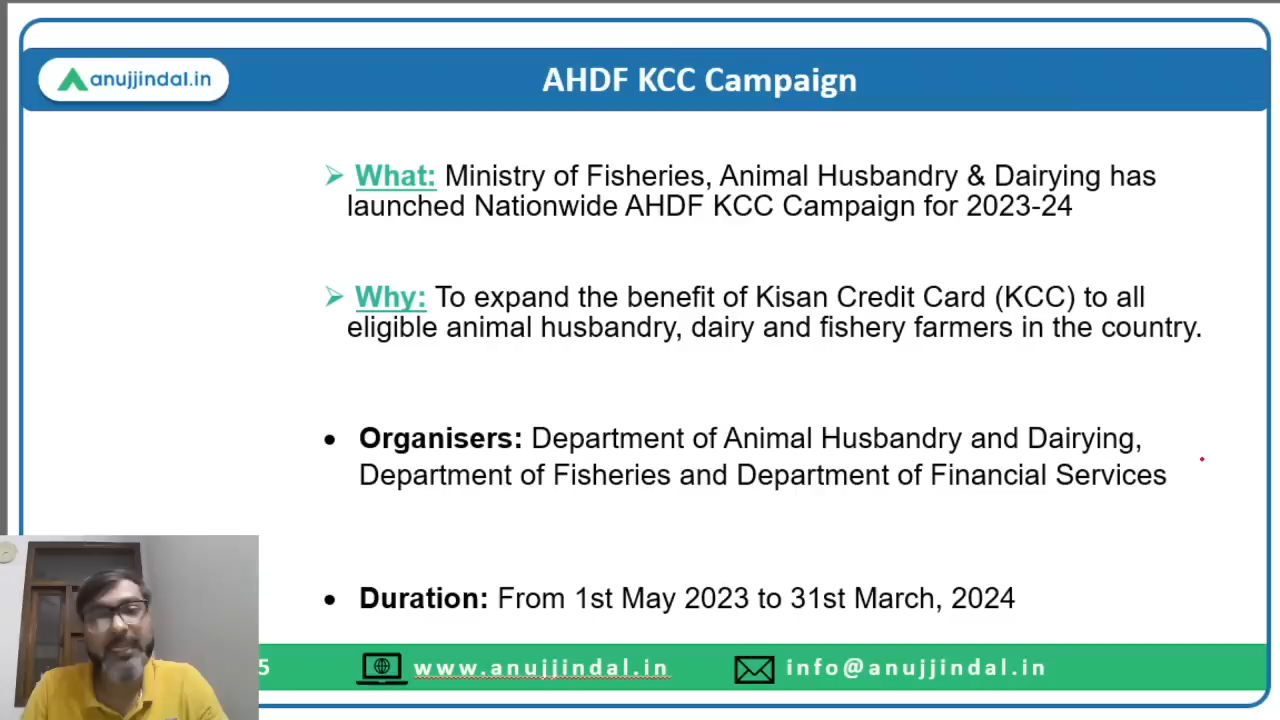 anujjindal.in
AHDF KCC Campaign
➢ What: Ministry of Fisheries, Animal Husbandry & Dairying has
launched Nationwide AHDF KCC Campaign for 2023-24
➢ Why: To expand the benefit of Kisan Credit Card (KCC) to all
eligible animal husbandry, dairy and fishery farmers in the country.
• Organisers: Department of Animal Husbandry and Dairying,
Department of Fisheries and Department of Financial Services
• Duration: From 1st May 2023 to 31st March, 2024
5 www.anujjindal.in info@anujjindal.in